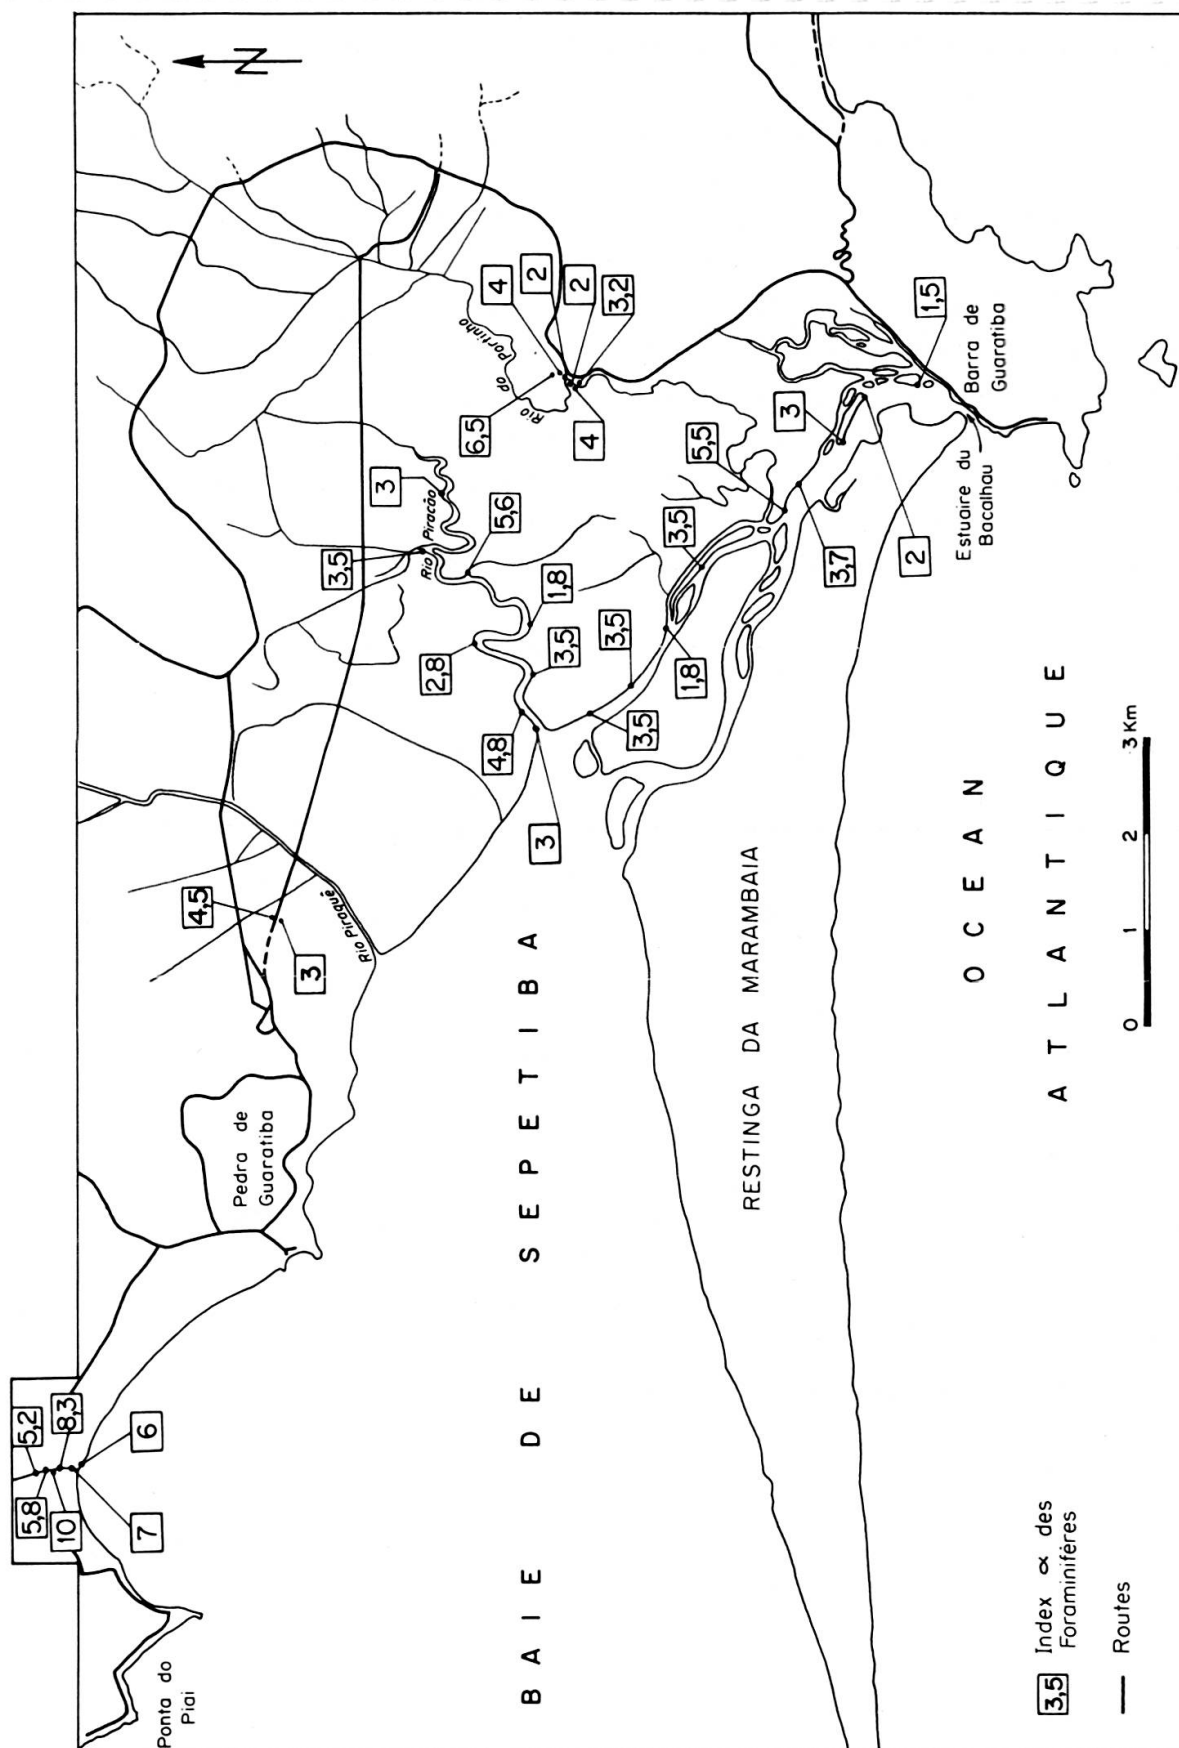 N
5,2
5,8
8,3
10
6
7
Ponta do
Piai
Pedra de
Guaratiba
4,5
3
Rio Piraquê
3,5
Rio Piracão
3
5,6
2,8
1,8
3,5
4,8
3
3,5
3,5
1,8
3,5
Rio do Portinho
4
2
2
3,2
6,5
4
5,5
3
3,7
2
1,5
Barra de
Guaratiba
Estuaire du
Bacalhau
BAIE DE SEPETIBA
RESTINGA DA MARAMBAIA
OCEAN
ATLANTIQUE
3,5 Index ∝ des
Foraminifères
Routes
0 1 2 3 Km